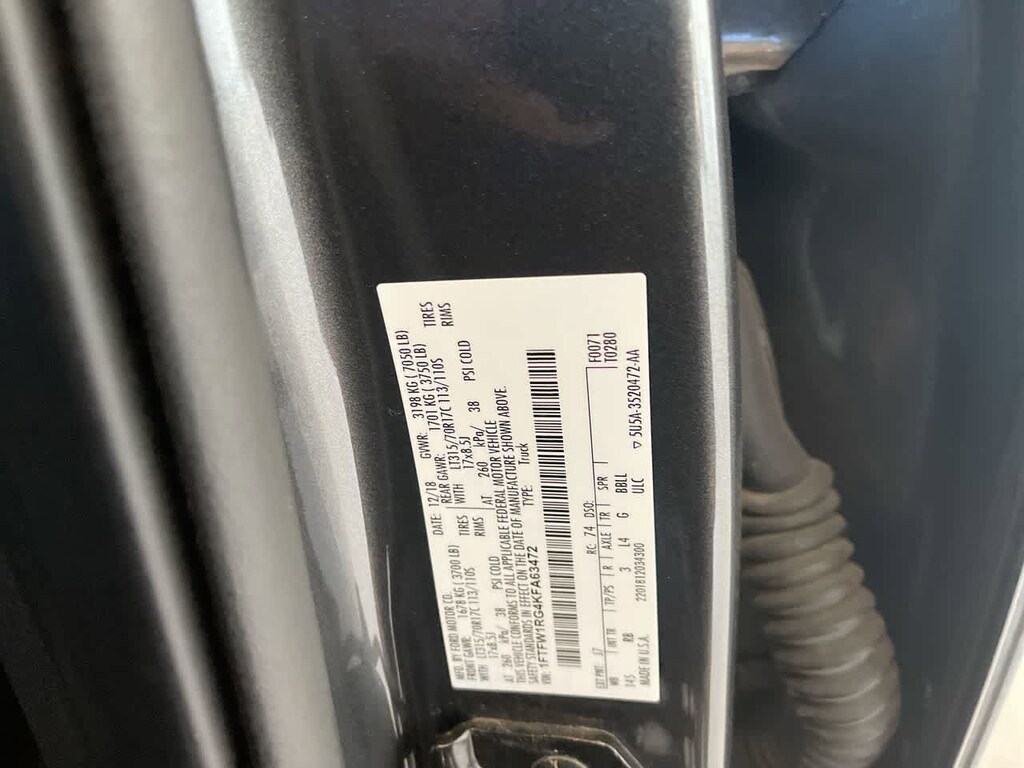 MFD. BY FORD MOTOR CO.
DATE: 12/18 GVWR: 3198 KG ( 7050 LB)
FRONT GAWR: 1678 KG ( 3700 LB) REAR GAWR: 1701 KG ( 3750 LB)
WITH LT315/70R17C 113/110S TIRES WITH LT315/70R17C 113/110S TIRES
17x8.5J RIMS 17x8.5J RIMS
AT 260 kPa/ 38 PSI COLD AT 260 kPa/ 38 PSI COLD
THIS VEHICLE CONFORMS TO ALL APPLICABLE FEDERAL MOTOR VEHICLE
SAFETY STANDARDS IN EFFECT ON THE DATE OF MANUFACTURE SHOWN ABOVE.
VIN: 1FTFW1RG4KFA63472 TYPE: Truck
F0071
EXT PNT: RC: 74 DSO: T0280
WB INT TR TP/PS R AXLE TR SPR
145 RB 3 L4 G BBLL
MADE IN U.S.A. 2201812034300 ULC ▽ 5U5A-3520472-AA